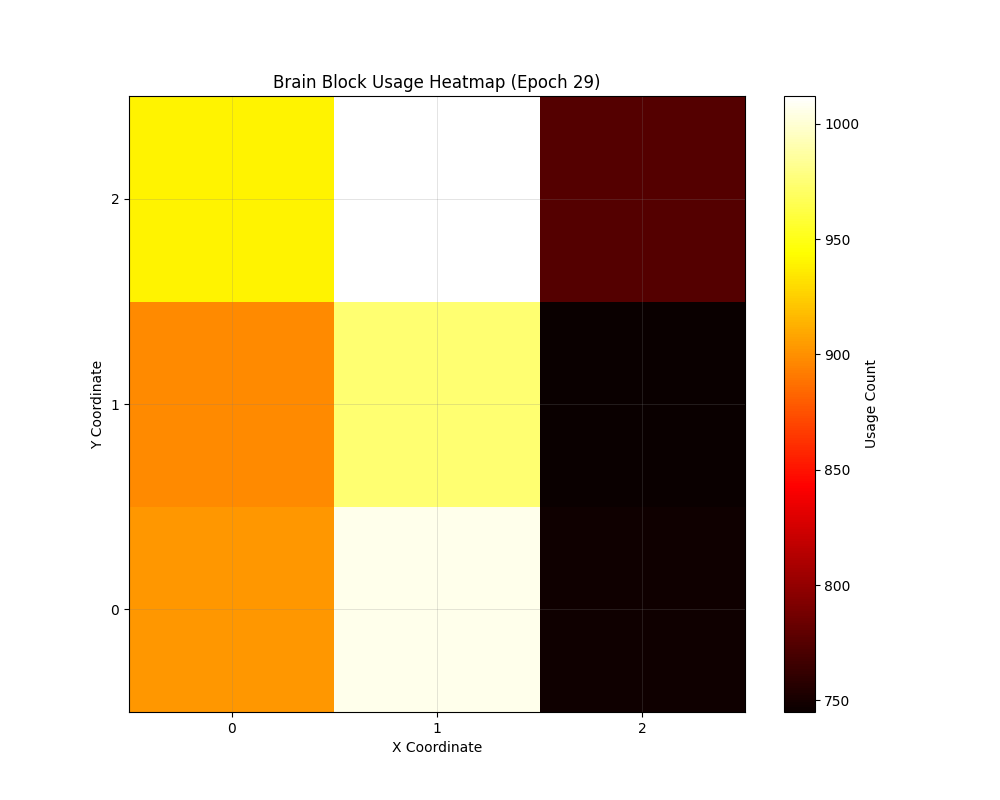 Brain Block Usage Heatmap (Epoch 29)
2
1
0
Y Coordinate
0 1 2
X Coordinate
1000
950
900
850
800
750
Usage Count